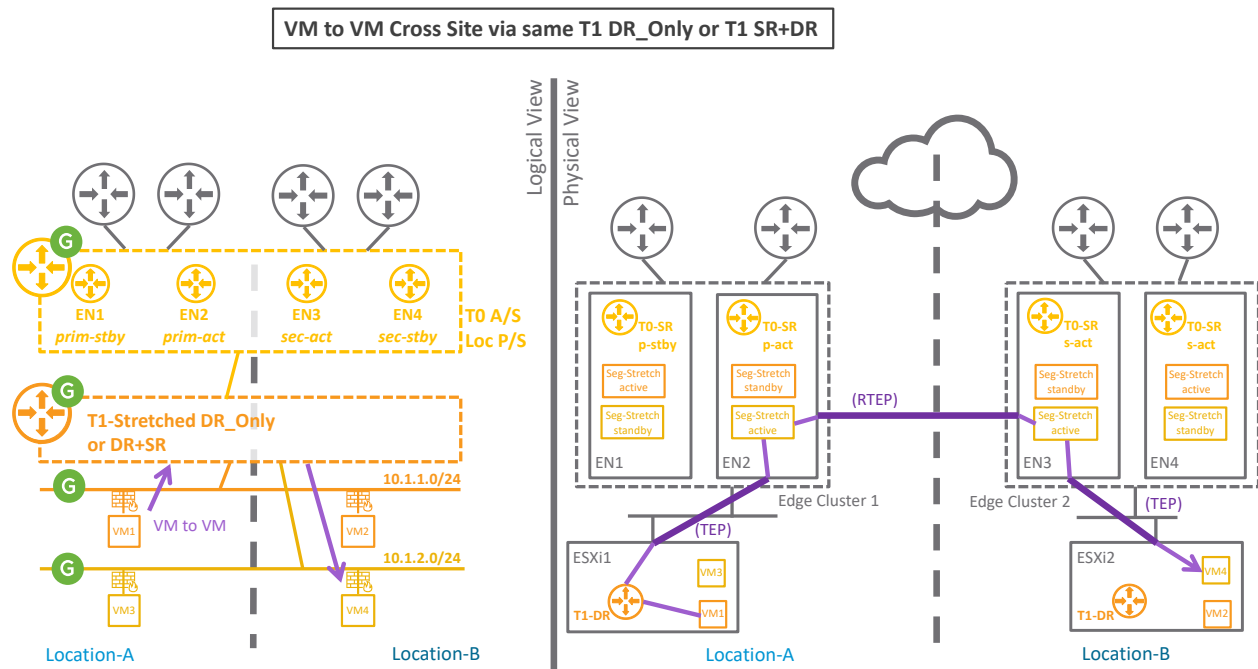 VM to VM Cross Site via same T1 DR_Only or T1 SR+DR
Logical View
Physical View
G
EN1
prim-stby
EN2
prim-act
EN3
sec-act
EN4
sec-stby
T0 A/S
Loc P/S
G
T1-Stretched DR_Only
or DR+SR
G
10.1.1.0/24
VM1
VM to VM
VM2
G
10.1.2.0/24
VM3
VM4
Location-A
Location-B
T0-SR
p-stby
Seg-Stretch
active
Seg-Stretch
standby
EN1
T0-SR
p-act
Seg-Stretch
standby
Seg-Stretch
active
EN2
(RTEP)
T0-SR
s-act
Seg-Stretch
standby
Seg-Stretch
active
EN3
T0-SR
s-act
Seg-Stretch
active
Seg-Stretch
standby
EN4
Edge Cluster 1
(TEP)
Edge Cluster 2
(TEP)
ESXi1
VM3
T1-DR
VM1
ESXi2
VM4
T1-DR
VM2
Location-A
Location-B